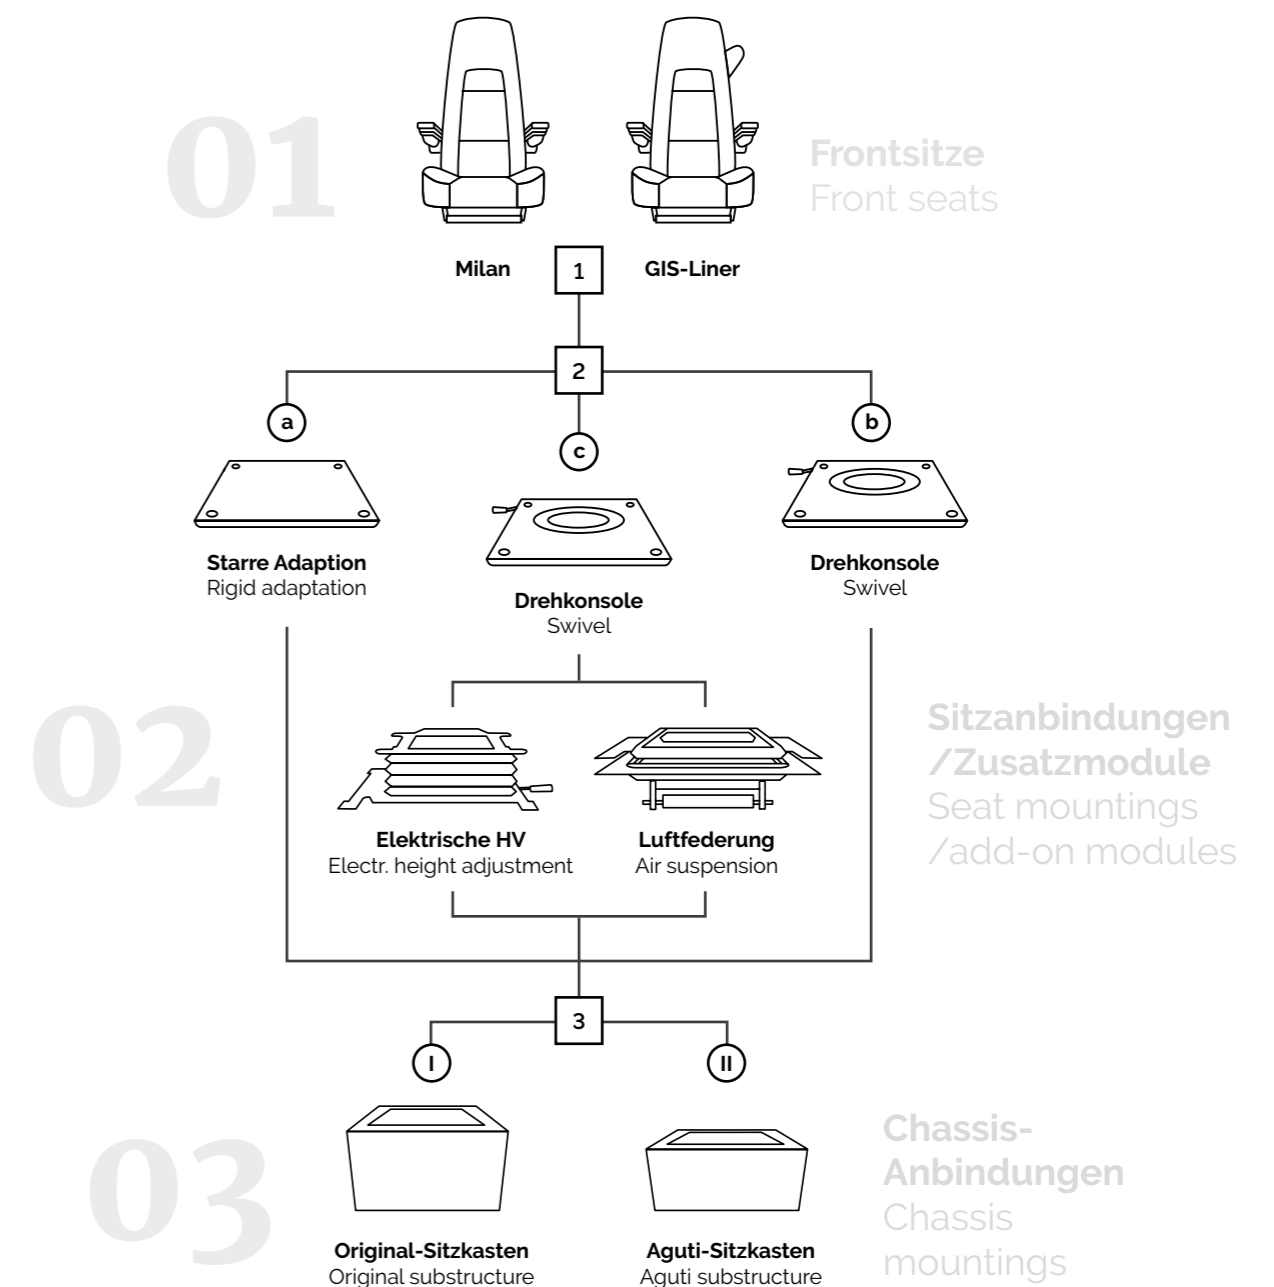 01
Frontsitze
Front seats
Milan
1
GIS-Liner
2
a
b
c
Starre Adaption
Rigid adaptation
Drehkonsole
Swivel
Drehkonsole
Swivel
02
Sitzanbindungen
/Zusatzmodule
Seat mountings
/add-on modules
Elektrische HV
Electr. height adjustment
Luftfederung
Air suspension
3
I
II
03
Chassis-
Anbindungen
Chassis
mountings
Original-Sitzkasten
Original substructure
Aguti-Sitzkasten
Aguti substructure